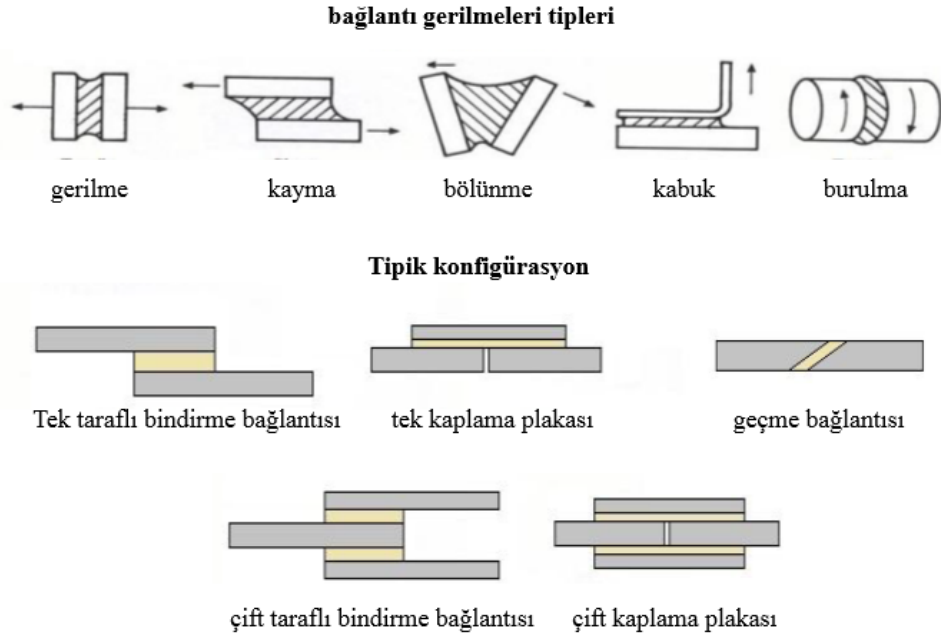 bağlantı gerilmeleri tipleri
gerilme kayma bölünme kabuk burulma
Tipik konfigürasyon
Tek taraflı bindirme bağlantısı tek kaplama plakası geçme bağlantısı
çift taraflı bindirme bağlantısı çift kaplama plakası